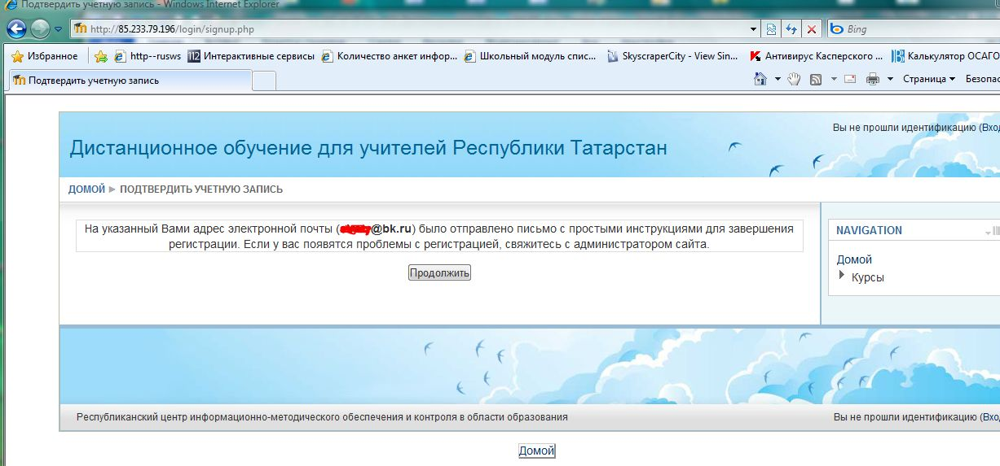 Подтвердить учетную запись - Windows Internet Explorer
http://85.233.79.196/login/signup.php
Bing
Избранное
http--rusws
112 Интерактивные сервисы
Количество анкет инфор...
Школьный модуль спис...
SkyscraperCity - View Sin...
Антивирус Касперского ...
Калькулятор ОСАГО
Подтвердить учетную запись
Страница
Безопас
Вы не прошли идентификацию (Вход
Дистанционное обучение для учителей Республики Татарстан
ДОМОЙ ► ПОДТВЕРДИТЬ УЧЕТНУЮ ЗАПИСЬ
На указанный Вами адрес электронной почты (@bk.ru) было отправлено письмо с простыми инструкциями для завершения
регистрации. Если у вас появятся проблемы с регистрацией, свяжитесь с администратором сайта.
Продолжить
NAVIGATION
Домой
Курсы
Республиканский центр информационно-методического обеспечения и контроля в области образования
Вы не прошли идентификацию (Вход
Домой